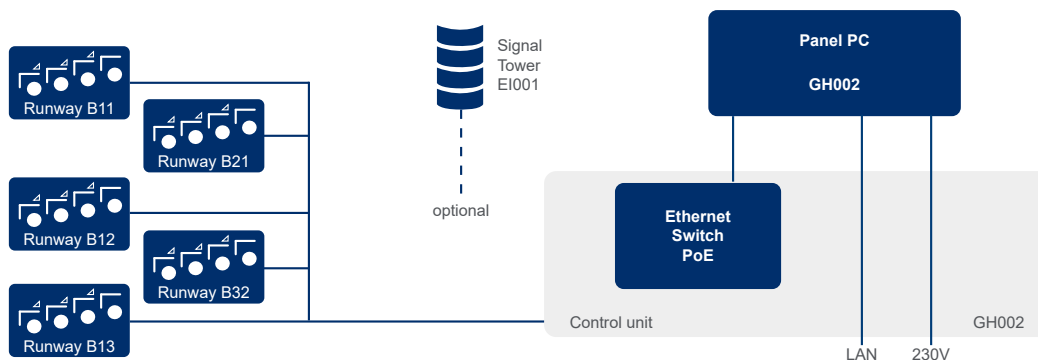 Runway B11
Runway B21
Runway B12
Runway B32
Runway B13
Signal
Tower
EI001
optional
Panel PC
GH002
Ethernet
Switch
PoE
Control unit
GH002
LAN
230V